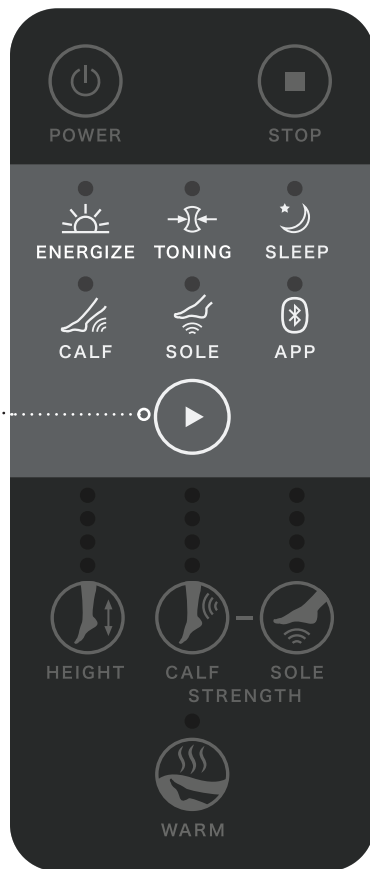 POWER STOP
ENERGIZE TONING SLEEP
CALF SOLE APP
HEIGHT CALF SOLE
STRENGTH
WARM